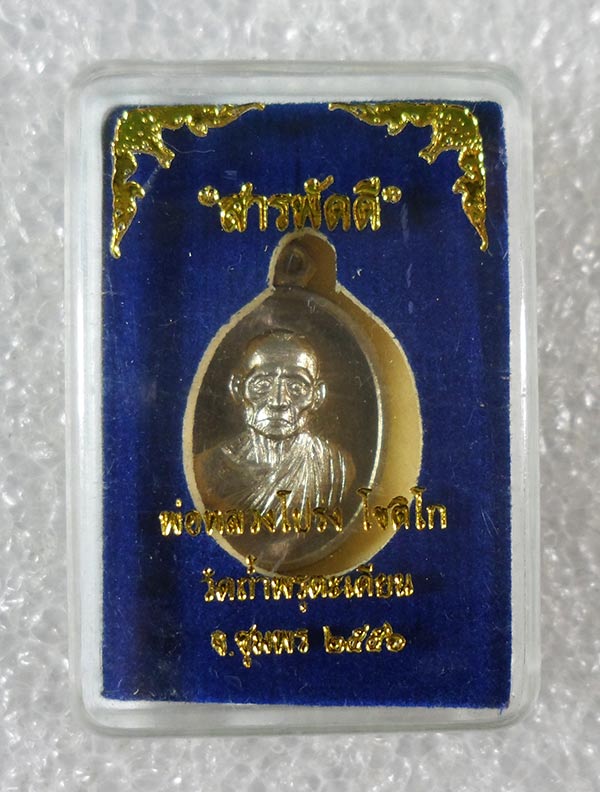 "สารพัดดี"
พ่อหลวงโปรง โชติโก
วัดถ้ำพรุตะเคียน
จ.ชุมพร ๒๕๕๖